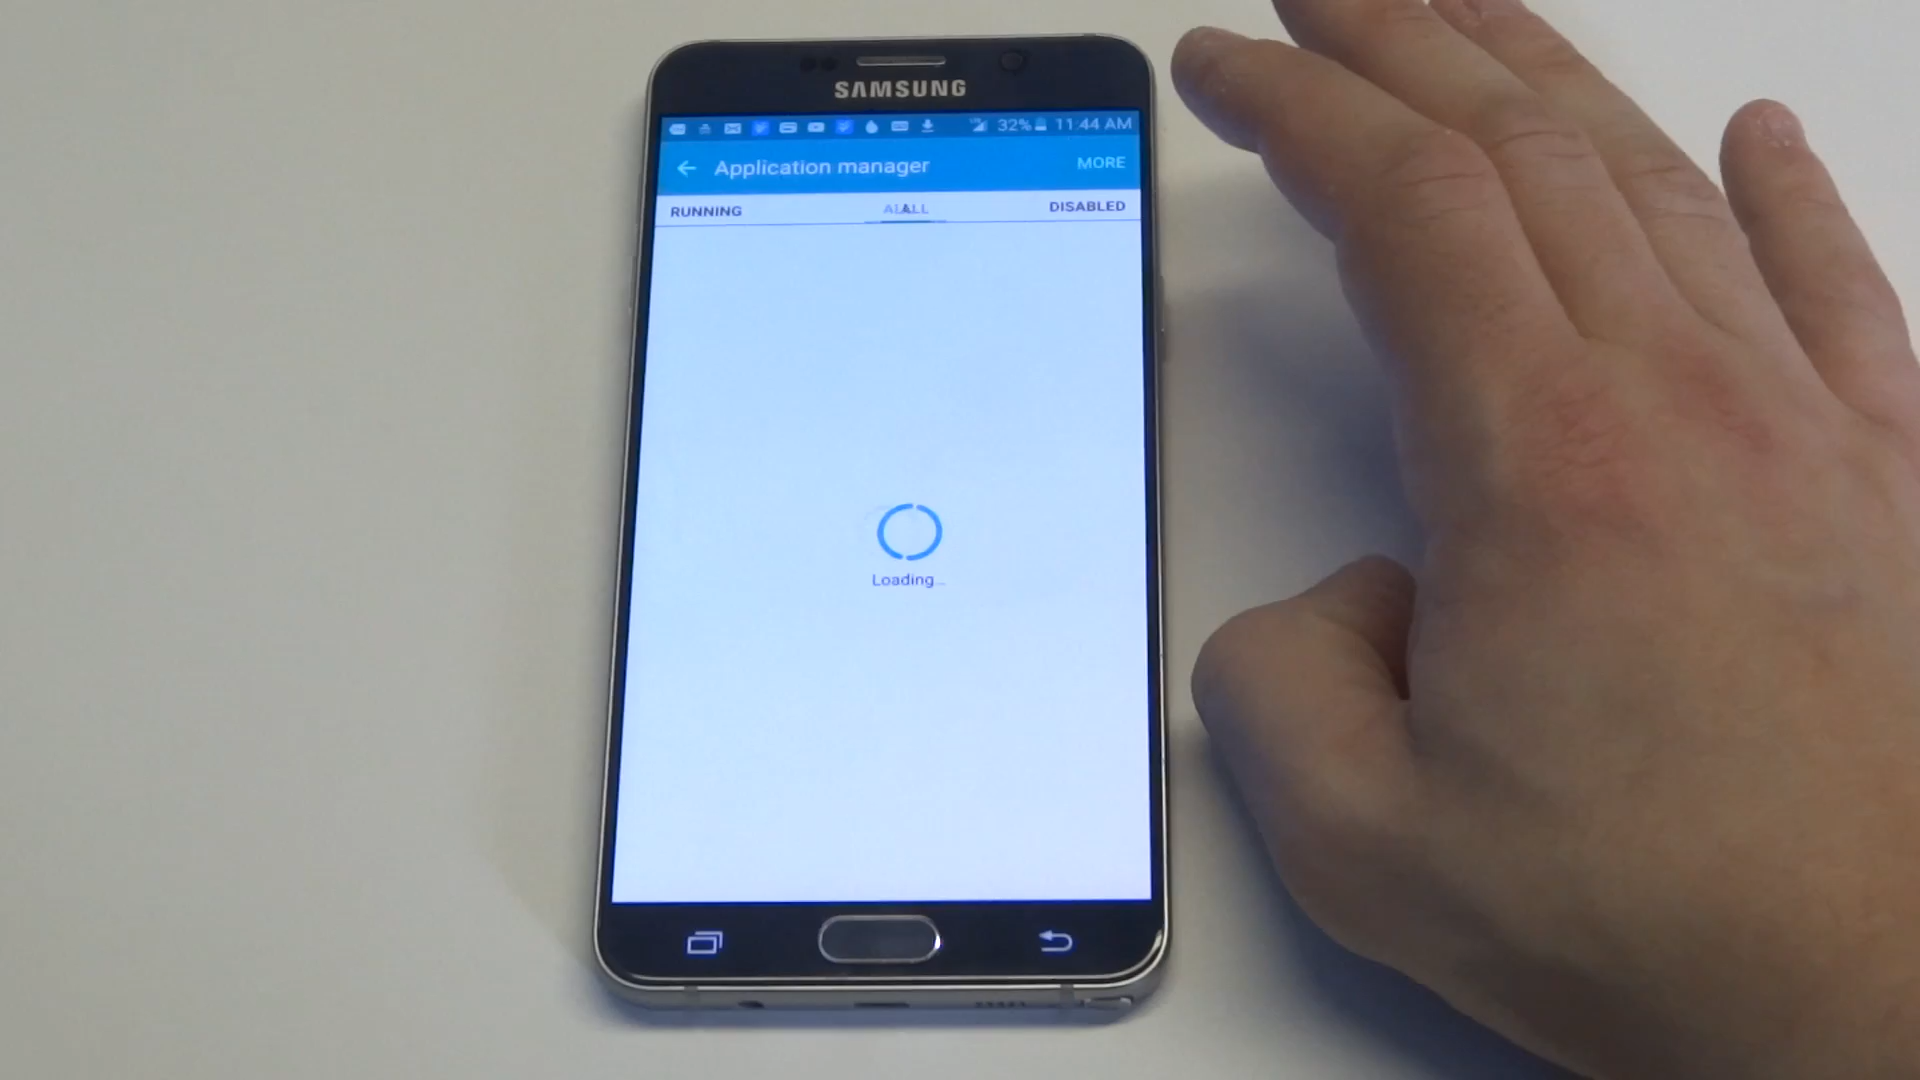 SAMSUNG
32% 11:44 AM
Application manager MORE
RUNNING ALL DISABLED
Loading...